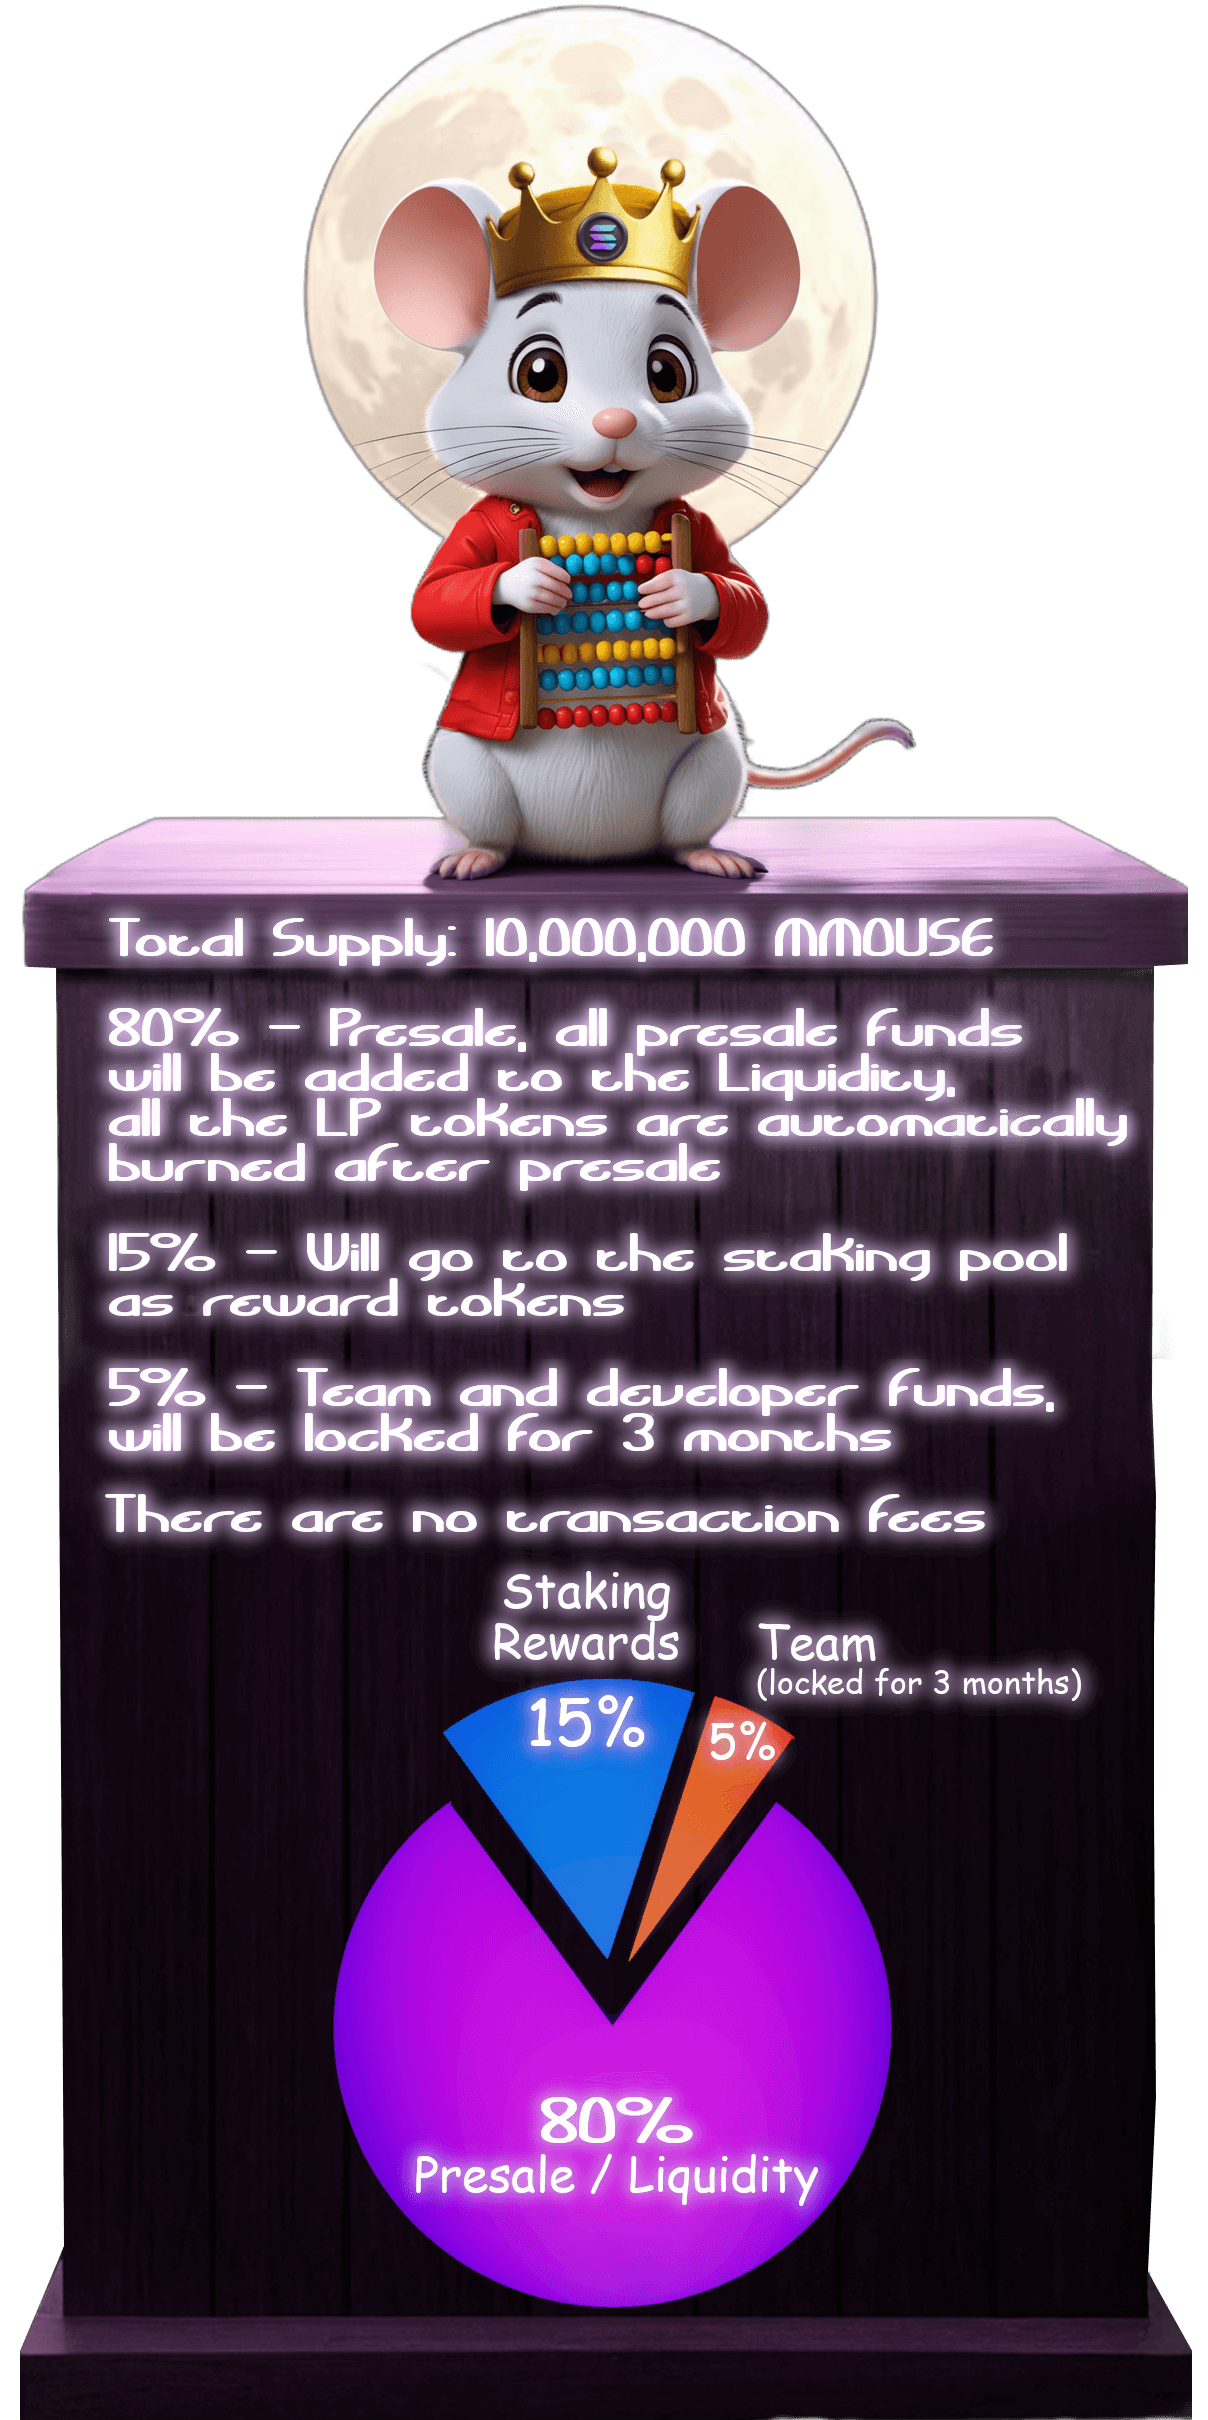 Total Supply: 10,000,000 MMOUSE
80% - Presale, all presale funds
will be added to the Liquidity,
all the LP tokens are automatically
burned after presale
15% - Will go to the staking pool
as reward tokens
5% - Team and developer funds,
will be locked for 3 months
There are no transaction fees
Staking
Rewards
Team
(locked for 3 months)
15%
5%
80%
Presale / Liquidity